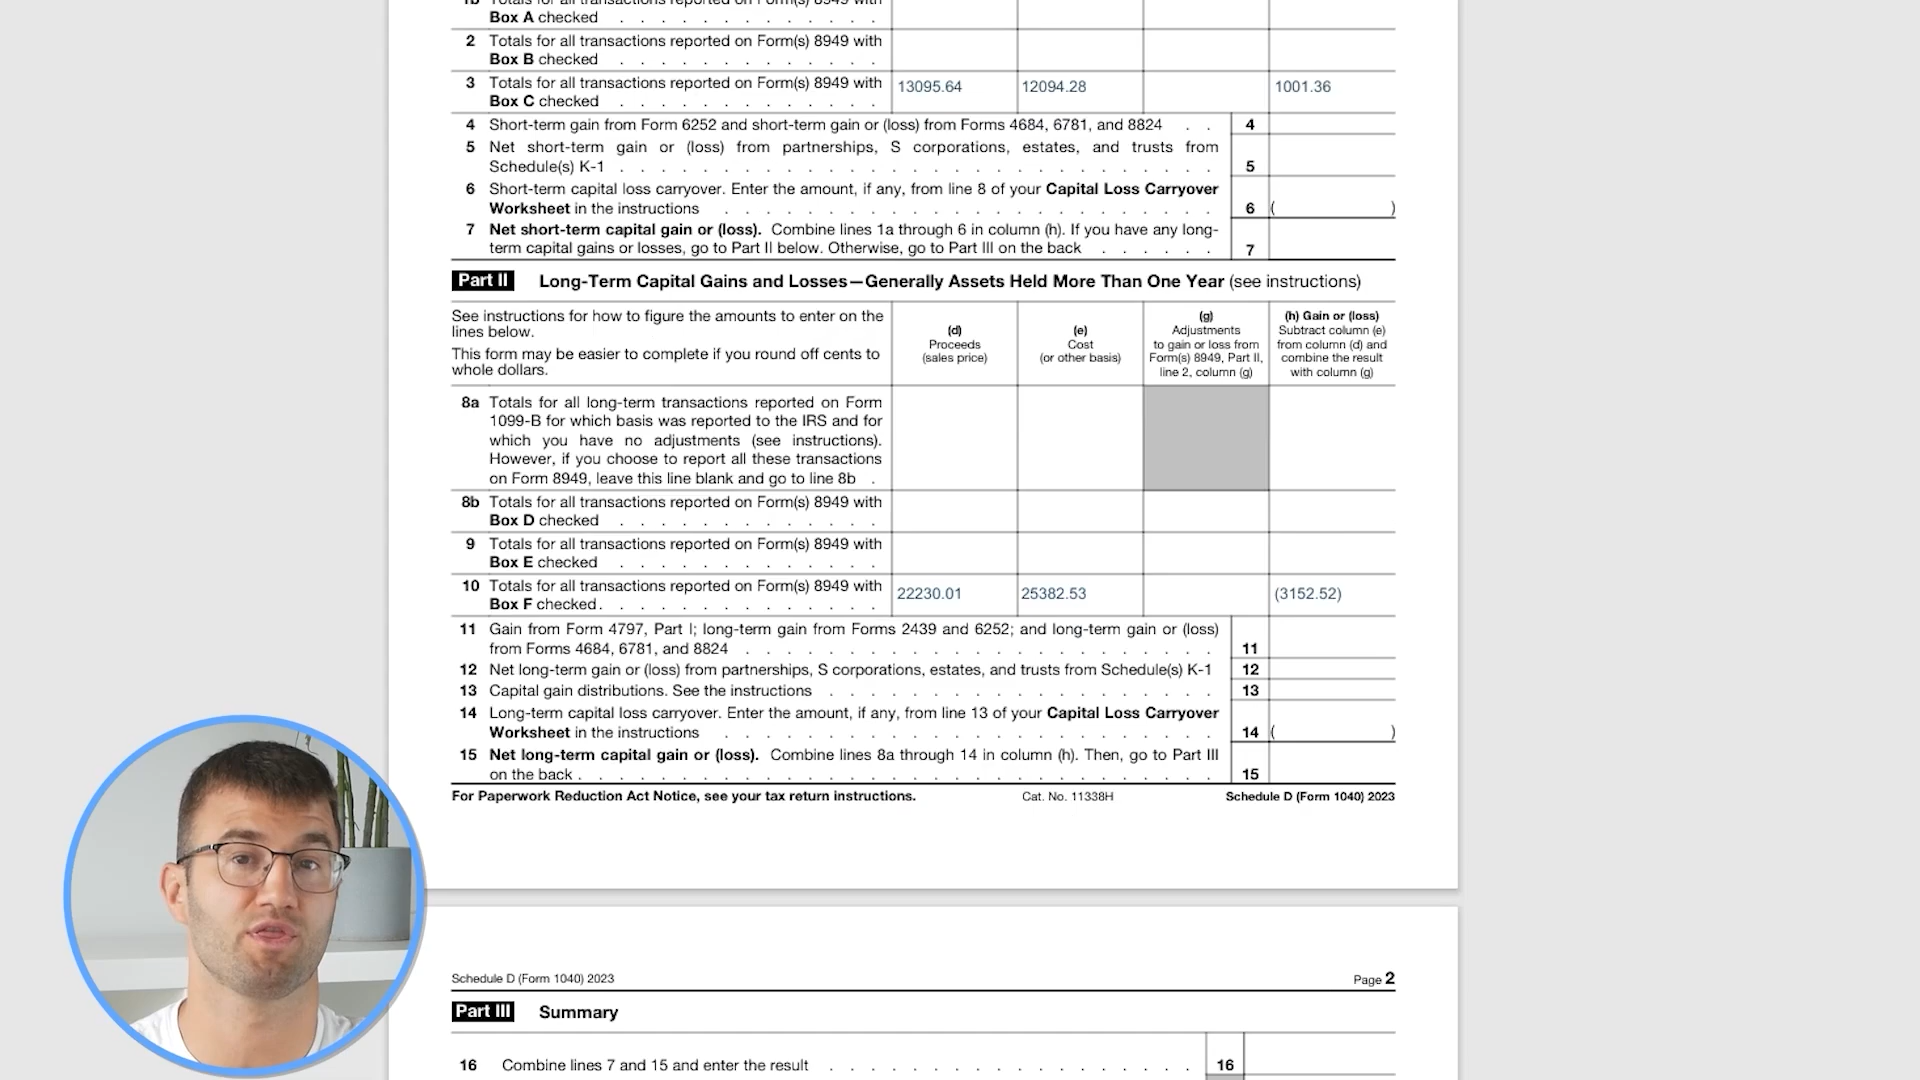 1b Totals for all transactions reported on Form(s) 8949 with
Box A checked . . . . . . . . . . . . .
2 Totals for all transactions reported on Form(s) 8949 with
Box B checked . . . . . . . . . . . . .
3 Totals for all transactions reported on Form(s) 8949 with 13095.64 12094.28 1001.36
Box C checked . . . . . . . . . . . . .
4 Short-term gain from Form 6252 and short-term gain or (loss) from Forms 4684, 6781, and 8824 . . 4
5 Net short-term gain or (loss) from partnerships, S corporations, estates, and trusts from
Schedule(s) K-1 . . . . . . . . . . . . . . . . . . . . . 5
6 Short-term capital loss carryover. Enter the amount, if any, from line 8 of your Capital Loss Carryover
Worksheet in the instructions . . . . . . . . . . . . . . . . . . 6 ( )
7 Net short-term capital gain or (loss). Combine lines 1a through 6 in column (h). If you have any long-
term capital gains or losses, go to Part II below. Otherwise, go to Part III on the back . . . . . . 7
Part II Long-Term Capital Gains and Losses—Generally Assets Held More Than One Year (see instructions)
See instructions for how to figure the amounts to enter on the
lines below.
This form may be easier to complete if you round off cents to
whole dollars.
(d)
Proceeds
(sales price)
(e)
Cost
(or other basis)
(g)
Adjustments
to gain or loss from
Form(s) 8949, Part II,
line 2, column (g)
(h) Gain or (loss)
Subtract column (e)
from column (d) and
combine the result
with column (g)
8a Totals for all long-term transactions reported on Form
1099-B for which basis was reported to the IRS and for
which you have no adjustments (see instructions).
However, if you choose to report all these transactions
on Form 8949, leave this line blank and go to line 8b .
8b Totals for all transactions reported on Form(s) 8949 with
Box D checked . . . . . . . . . . . . .
9 Totals for all transactions reported on Form(s) 8949 with
Box E checked . . . . . . . . . . . . .
10 Totals for all transactions reported on Form(s) 8949 with 22230.01 25382.53 (3152.52)
Box F checked . . . . . . . . . . . . . .
11 Gain from Form 4797, Part I; long-term gain from Forms 2439 and 6252; and long-term gain or (loss)
from Forms 4684, 6781, and 8824 . . . . . . . . . . . . . . . . . 11
12 Net long-term gain or (loss) from partnerships, S corporations, estates, and trusts from Schedule(s) K-1 12
13 Capital gain distributions. See the instructions . . . . . . . . . . . . . . . 13
14 Long-term capital loss carryover. Enter the amount, if any, from line 13 of your Capital Loss Carryover
Worksheet in the instructions . . . . . . . . . . . . . . . . . . 14 ( )
15 Net long-term capital gain or (loss). Combine lines 8a through 14 in column (h). Then, go to Part III
on the back . . . . . . . . . . . . . . . . . . . . . . 15
For Paperwork Reduction Act Notice, see your tax return instructions. Cat. No. 11338H Schedule D (Form 1040) 2023
Schedule D (Form 1040) 2023 Page 2
Part III Summary
16 Combine lines 7 and 15 and enter the result . . . . . . . . . . . . . . 16